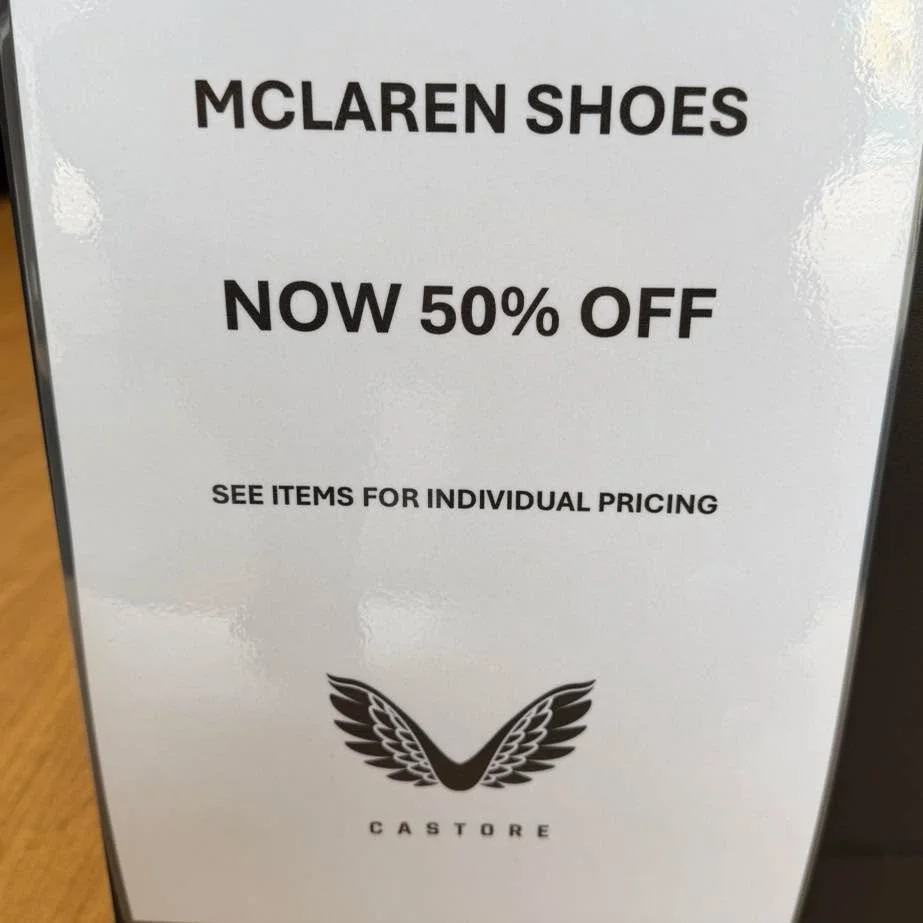 MCLAREN SHOES
NOW 50% OFF
SEE ITEMS FOR INDIVIDUAL PRICING
CASTORE